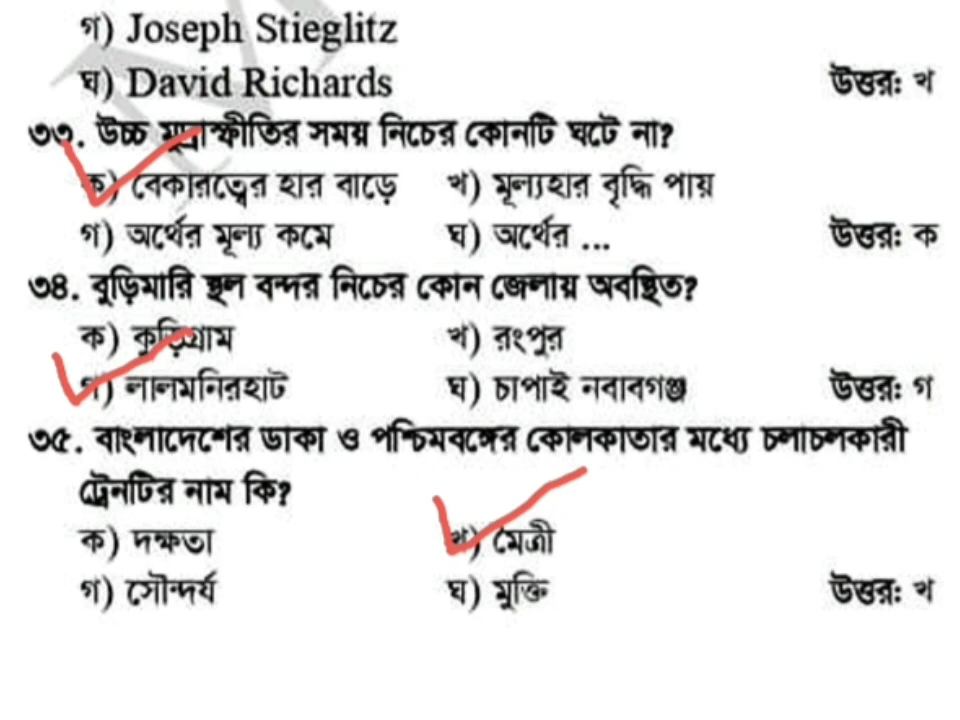 গ) Joseph Stieglitz
ঘ) David Richards উত্তর: খ
৩৩. উচ্চ মুদ্রাস্ফীতির সময় নিচের কোনটি ঘটে না?
ক) বেকারত্বের হার বাড়ে খ) মূল্যহার বৃদ্ধি পায়
গ) অর্থের মূল্য কমে ঘ) অর্থের ... উত্তর: ক
৩৪. বুড়িমারি স্থল বন্দর নিচের কোন জেলায় অবস্থিত?
ক) কুড়িগ্রাম খ) রংপুর
গ) লালমনিরহাট ঘ) চাপাই নবাবগঞ্জ উত্তর: গ
৩৫. বাংলাদেশের ডাকা ও পশ্চিমবঙ্গের কোলকাতার মধ্যে চলাচলকারী
ট্রেনটির নাম কি?
ক) দক্ষতা খ) মৈত্রী
গ) সৌন্দর্য ঘ) মুক্তি উত্তর: খ